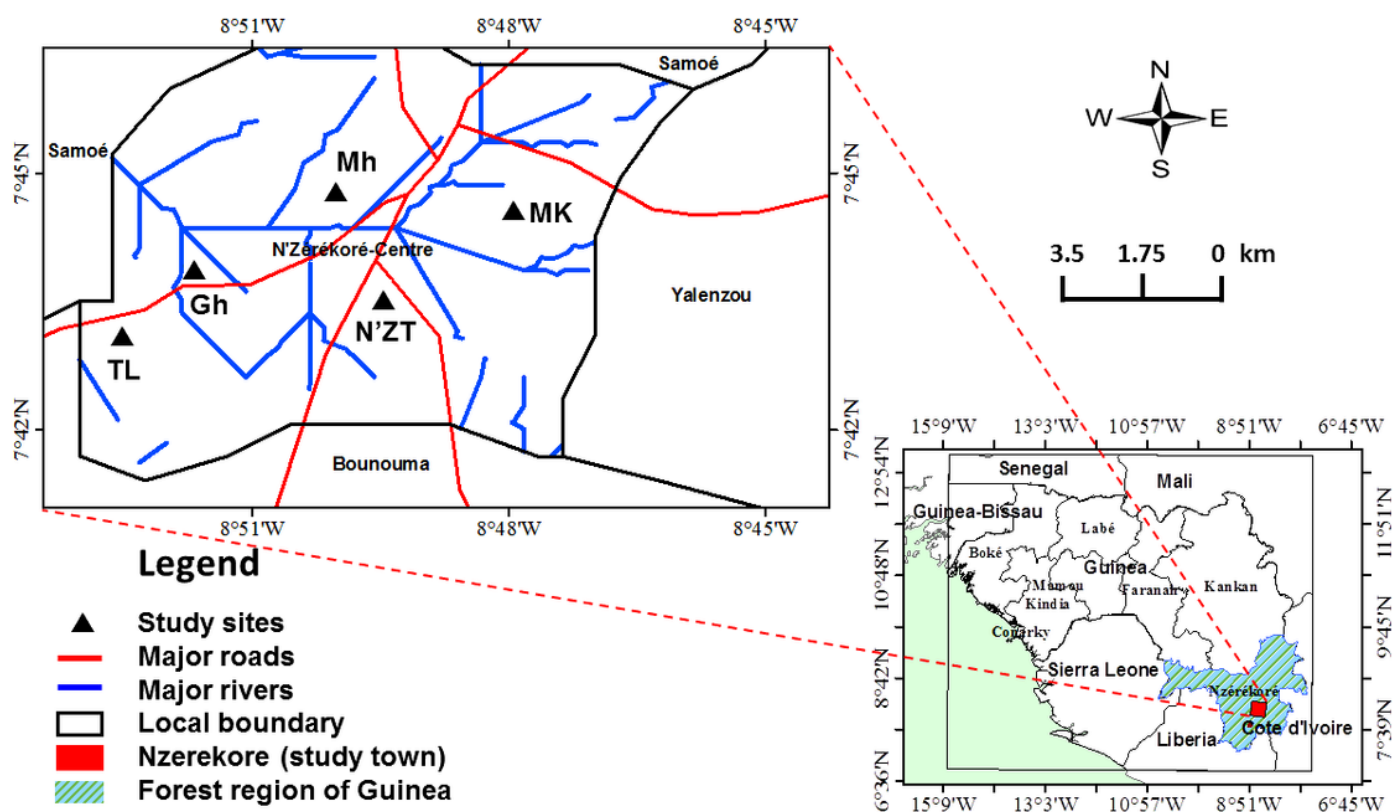 8°51'W 8°48'W 8°45'W
Samoé
Samoé
7°45'N
7°45'N
Mh
MK
N'Zérékoré-Centre
Gh
N'ZT
TL
Yalenzou
7°42'N
7°42'N
Bounouma
8°51'W 8°48'W 8°45'W
N
W E
S
3.5 1.75 0 km
Legend
Study sites
Major roads
Major rivers
Local boundary
Nzerekore (study town)
Forest region of Guinea
15°9'W 13°3'W 10°57'W 8°51'W 6°45'W
12°54'N
10°48'N
8°42'N
6°36'N
11°51'N
9°45'N
7°39'N
Senegal
Mali
Guinea-Bissau
Labé
Boké
Guinea
Mamou
Kindia
Faranah
Kankan
Conakry
Sierra Leone
Nzérékoré
Liberia
Cote d'Ivoire
15°9'W 13°3'W 10°57'W 8°51'W 6°45'W